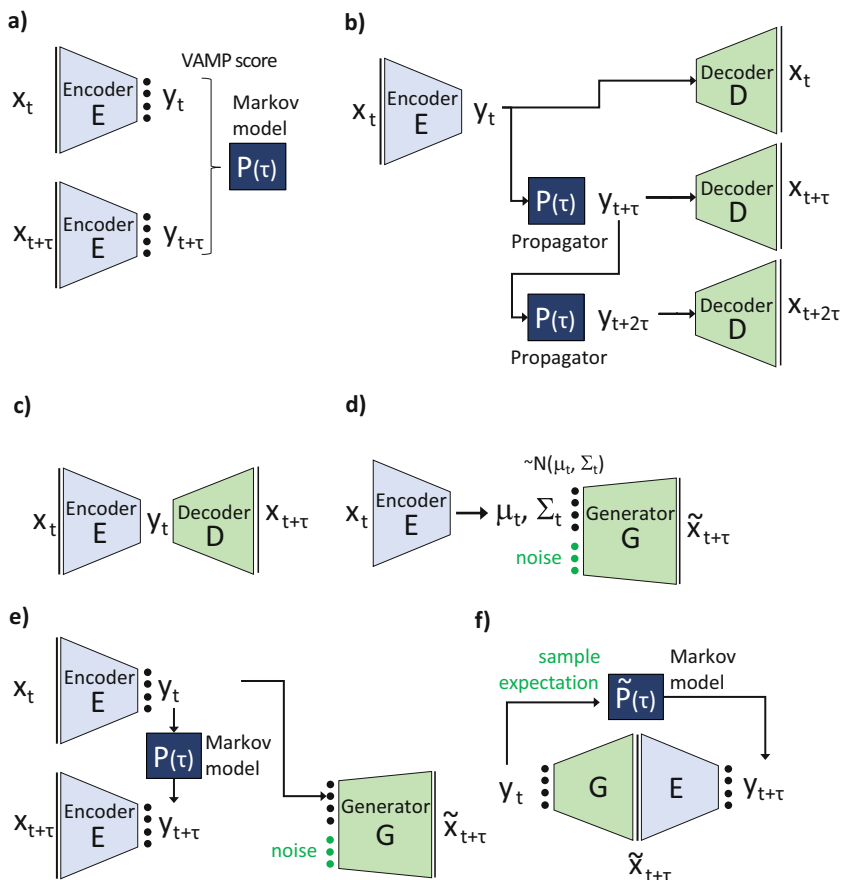 a)
VAMP score
x_t
Encoder
E
y_t
Markov
model
P(τ)
x_{t+τ}
Encoder
E
y_{t+τ}
b)
x_t
Encoder
E
y_t
Decoder
D
x_t
P(τ)
Propagator
y_{t+τ}
Decoder
D
x_{t+τ}
P(τ)
Propagator
y_{t+2τ}
Decoder
D
x_{t+2τ}
c)
x_t
Encoder
E
y_t
Decoder
D
x_{t+τ}
d)
x_t
Encoder
E
μ_t, Σ_t
~N(μ_t, Σ_t)
noise
Generator
G
x̃_{t+τ}
e)
x_t
Encoder
E
y_t
P(τ)
Markov
model
x_{t+τ}
Encoder
E
y_{t+τ}
noise
Generator
G
x̃_{t+τ}
f)
sample
expectation
P̃(τ)
Markov
model
y_t
G
E
y_{t+τ}
x̃_{t+τ}